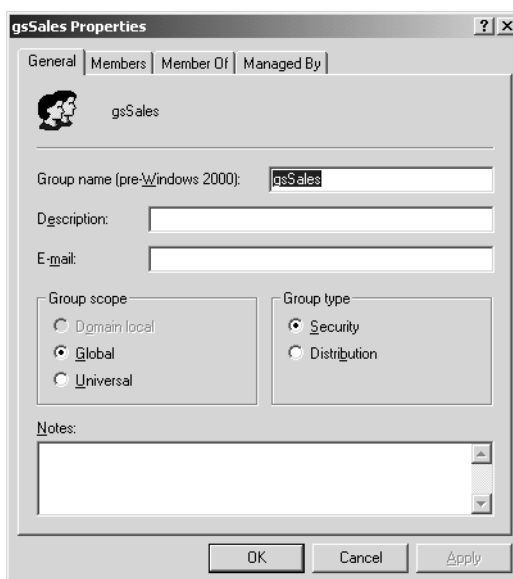 gsSales Properties
? X
General Members Member Of Managed By
gsSales
Group name (pre-Windows 2000): gsSales
Description:
E-mail:
Group scope
Domain local
Global
Universal
Group type
Security
Distribution
Notes:
OK Cancel Apply